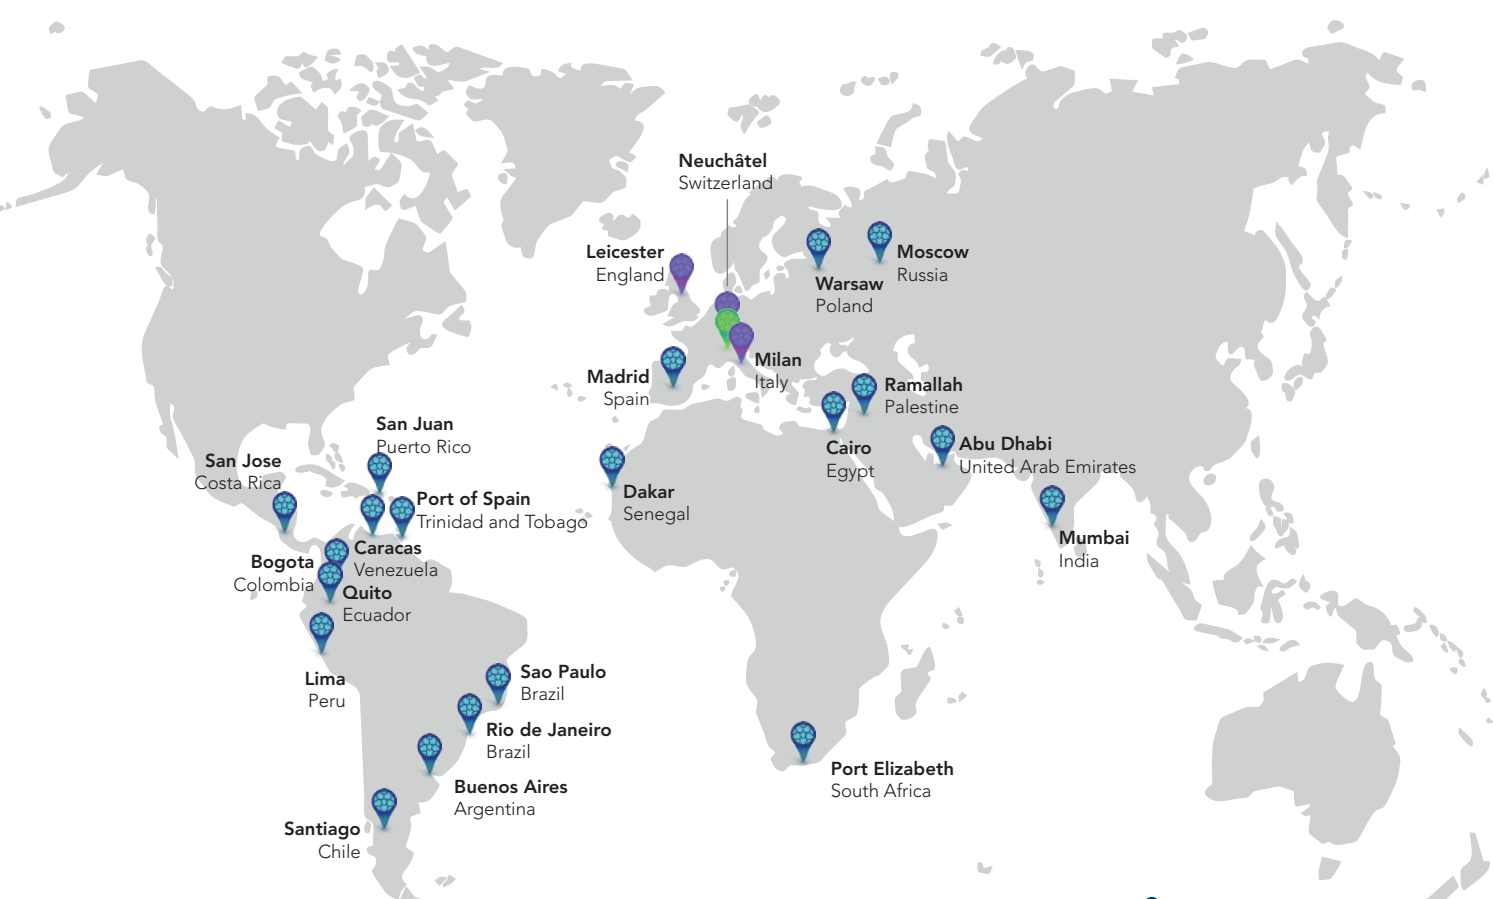 Neuchâtel
Switzerland
Leicester
England
Moscow
Russia
Warsaw
Poland
Milan
Italy
Madrid
Spain
Ramallah
Palestine
San Juan
Puerto Rico
Cairo
Egypt
Abu Dhabi
United Arab Emirates
San Jose
Costa Rica
Dakar
Senegal
Port of Spain
Trinidad and Tobago
Mumbai
India
Caracas
Venezuela
Bogota
Colombia
Quito
Ecuador
Lima
Peru
Sao Paulo
Brazil
Rio de Janeiro
Brazil
Port Elizabeth
South Africa
Buenos Aires
Argentina
Santiago
Chile